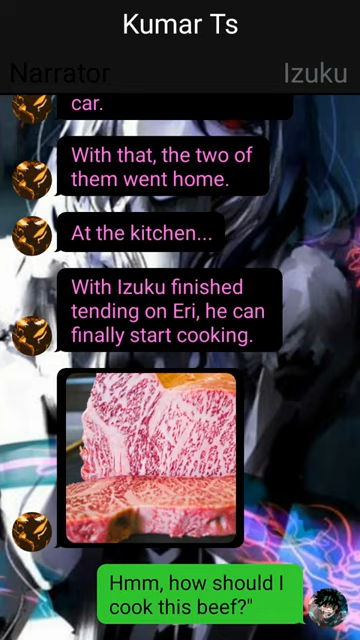 Kumar Ts
Narrator
Izuku
car.
With that, the two of
them went home.
At the kitchen...
With Izuku finished
tending on Eri, he can
finally start cooking.
Hmm, how should I
cook this beef?"